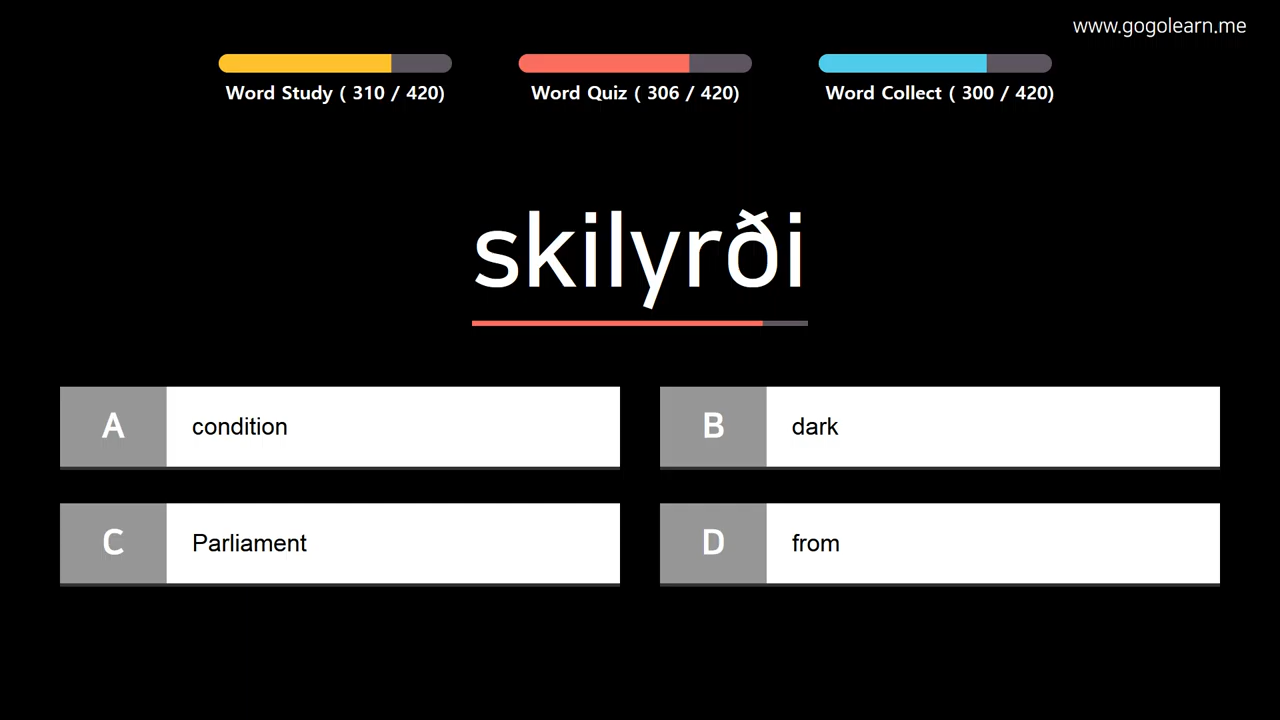 www.gogolearn.me
Word Study ( 310 / 420) Word Quiz ( 306 / 420) Word Collect ( 300 / 420)
skilyrði
A condition B dark
C Parliament D from